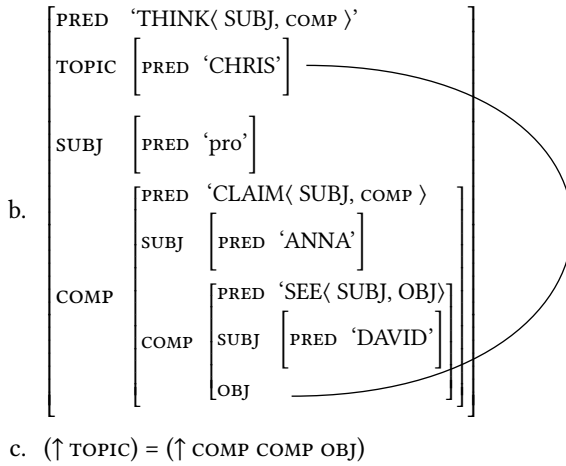 PRED ‘THINK⟨ SUBJ, COMP ⟩’
TOPIC [PRED ‘CHRIS’]
SUBJ [PRED ‘pro’]
b.
PRED ‘CLAIM⟨ SUBJ, COMP ⟩
SUBJ [PRED ‘ANNA’]
COMP
PRED ‘SEE⟨ SUBJ, OBJ⟩
COMP SUBJ [PRED ‘DAVID’]
OBJ
c. (↑ TOPIC) = (↑ COMP COMP OBJ)